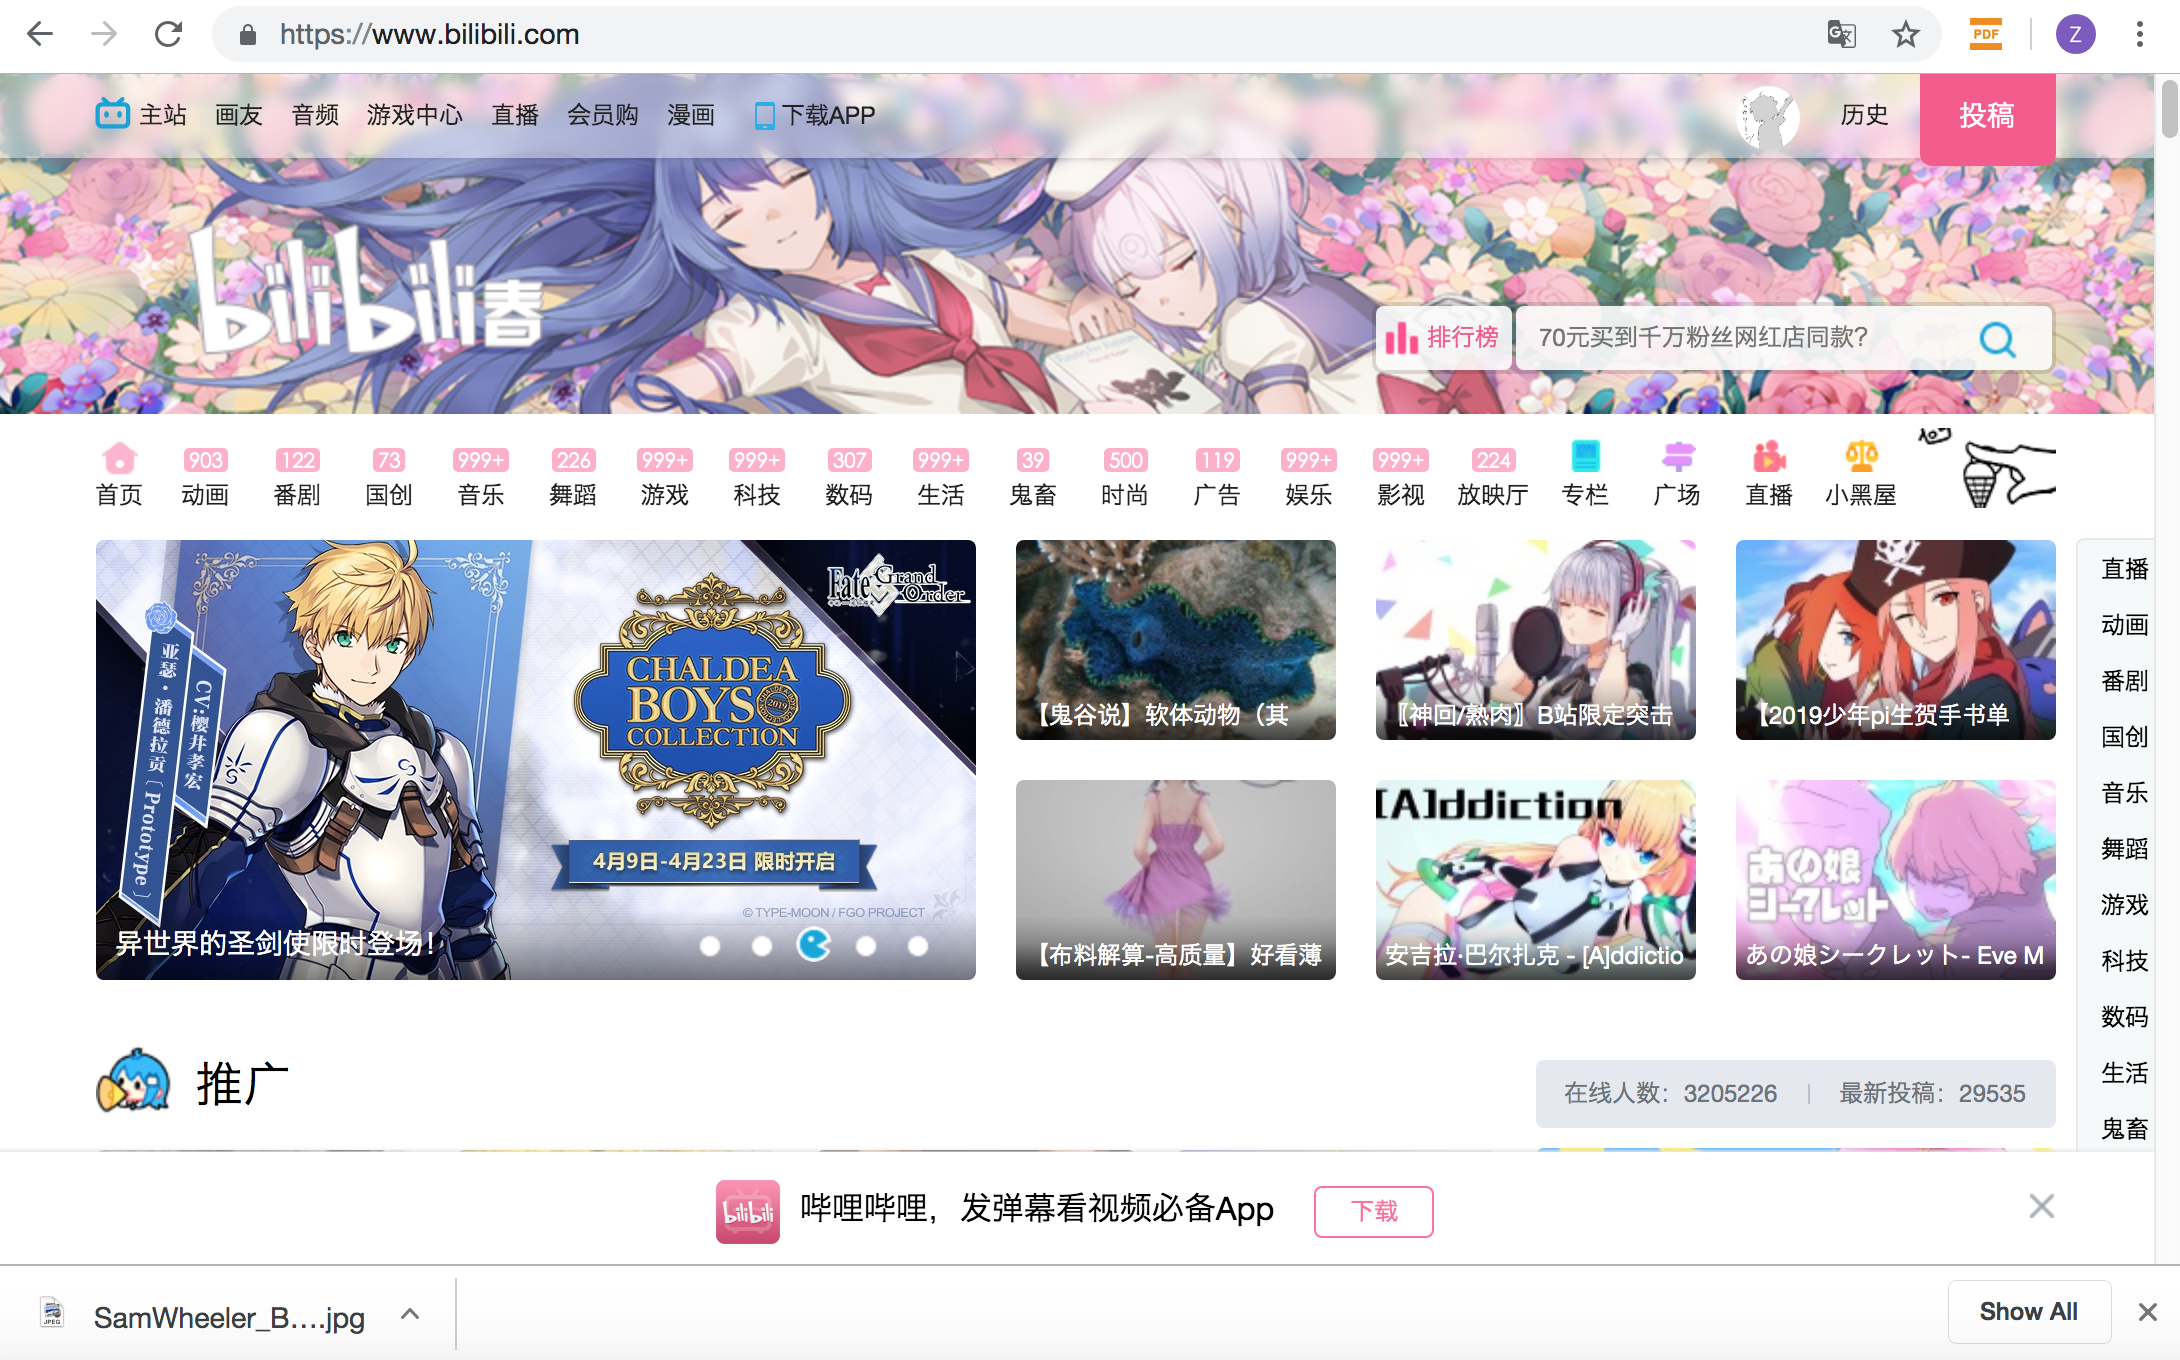 https://www.bilibili.com
PDF
Z
主站 画友 音频 游戏中心 直播 会员购 漫画 下载APP
历史
投稿
bilibili春
排行榜
70元买到千万粉丝网红店同款?
903 122 73 999+ 226 999+ 999+ 307 999+ 39 500 119 999+ 999+ 224
首页 动画 番剧 国创 音乐 舞蹈 游戏 科技 数码 生活 鬼畜 时尚 广告 娱乐 影视 放映厅 专栏 广场 直播 小黑屋
Fate Grand Order
亚瑟·潘德拉贡〔Prototype〕
CV:樱井孝宏
CHALDEA
BOYS
COLLECTION
4月9日-4月23日 限时开启
© TYPE-MOON / FGO PROJECT
异世界的圣剑使限时登场!
【鬼谷说】软体动物（其
〖神回/熟肉〗B站限定突击
【2019少年pi生贺手书单
【布料解算-高质量】好看薄
[A]ddiction
安吉拉·巴尔扎克 - [A]ddictio
あの娘
シークレット
あの娘シークレット- Eve M
直播
动画
番剧
国创
音乐
舞蹈
游戏
科技
数码
生活
鬼畜
推广
在线人数：3205226 | 最新投稿：29535
bilibili
哔哩哔哩，发弹幕看视频必备App
下载
JPEG
SamWheeler_B....jpg
Show All